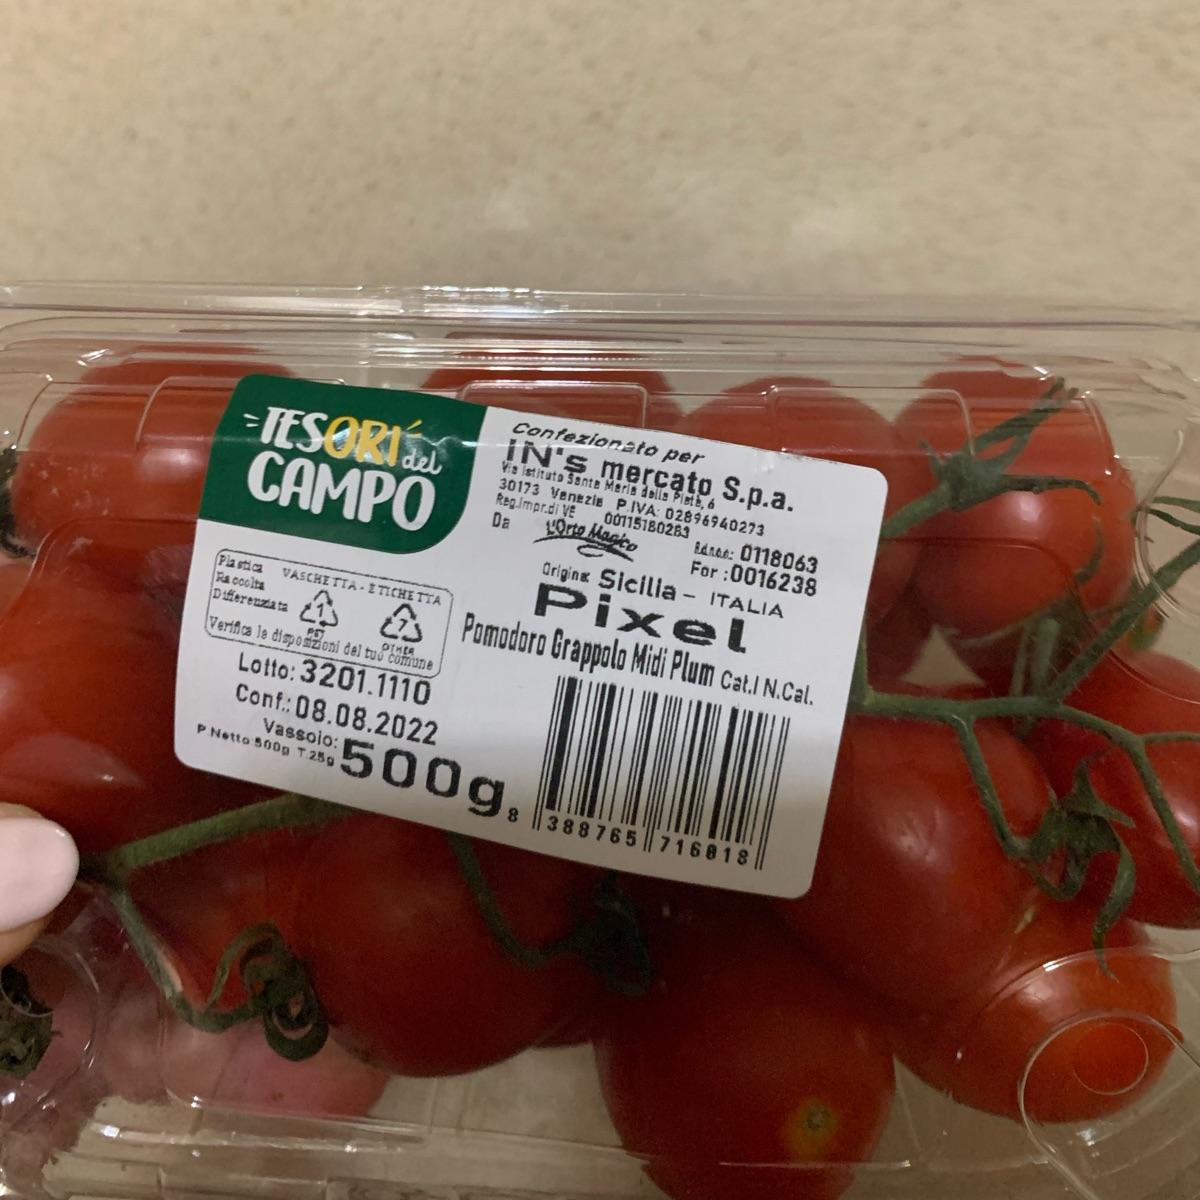 TESORI del
CAMPO
Confezionato per
IN's mercato S.p.a.
Via Istituto Santa Maria della Pietà, 6
30173 Venezia P.IVA: 02896940273
Reg.Impr.di VE 00115180283
Da L'Orto Magico
B.d.n.o.e.: 0118063
For :0016238
Origine: Sicilia - ITALIA
Pixel
Pomodoro Grappolo Midi Plum Cat.I N.Cal.
Plastica
Raccolta
Differenziata
VASCHETTA - ETICHETTA
1 7
PET OTHER
Verifica le disposizioni del tuo comune
Lotto: 3201.1110
Conf.: 08.08.2022
Vassoio: 500g
P.Netto:500g T.25g
8 388765 716818